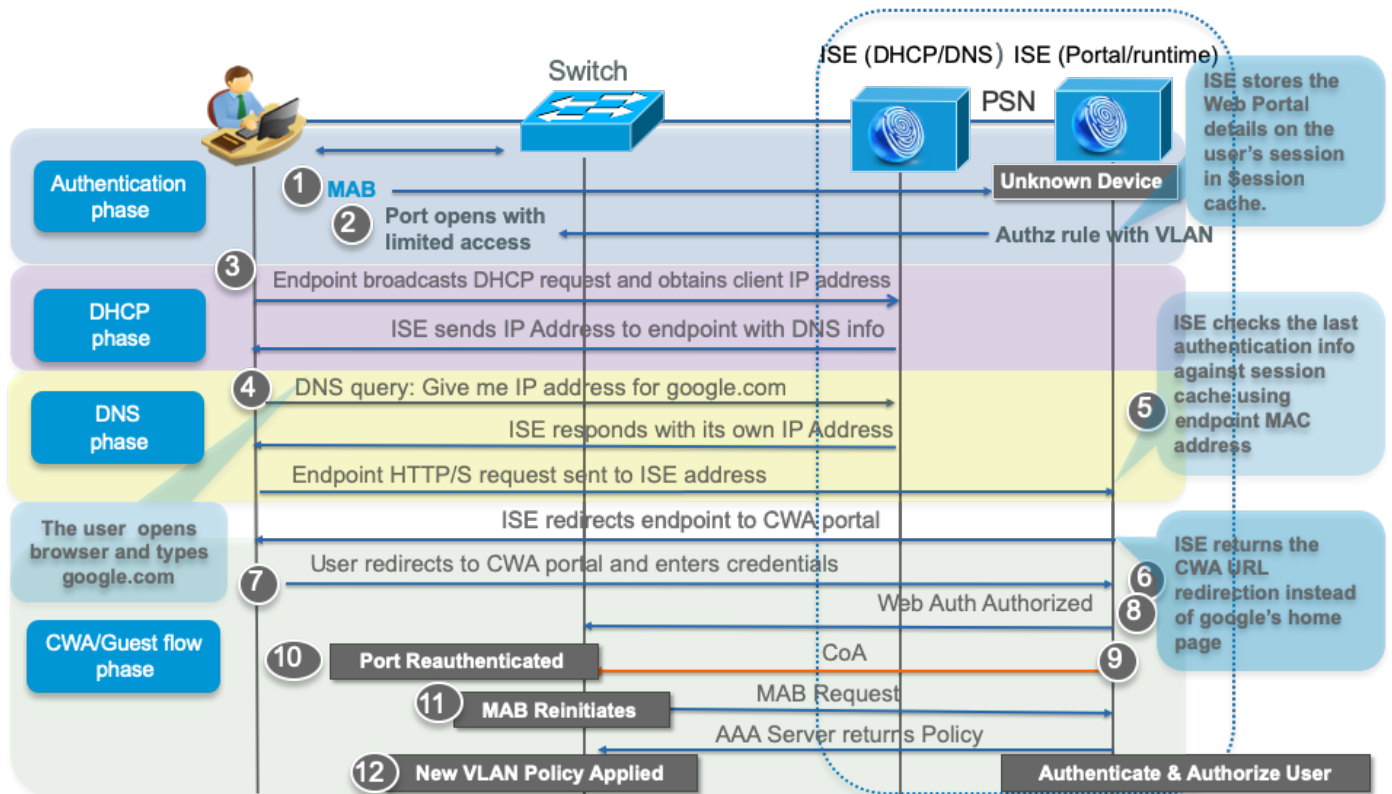 ISE (DHCP/DNS)
ISE (Portal/runtime)
Switch
PSN
ISE stores the
Web Portal
details on the
user's session
in Session
cache.
Authentication
phase
1
MAB
Unknown Device
2
Port opens with
limited access
Authz rule with VLAN
3
Endpoint broadcasts DHCP request and obtains client IP address
DHCP
phase
ISE sends IP Address to endpoint with DNS info
ISE checks the last
authentication info
against session
cache using
endpoint MAC
address
4
DNS query: Give me IP address for google.com
5
DNS
phase
ISE responds with its own IP Address
Endpoint HTTP/S request sent to ISE address
The user opens
browser and types
google.com
ISE redirects endpoint to CWA portal
ISE returns the
CWA URL
redirection instead
of google's home
page
7
User redirects to CWA portal and enters credentials
6
Web Auth Authorized
8
CWA/Guest flow
phase
10
Port Reauthenticated
CoA
9
11
MAB Reinitiates
MAB Request
AAA Server returns Policy
12
New VLAN Policy Applied
Authenticate & Authorize User